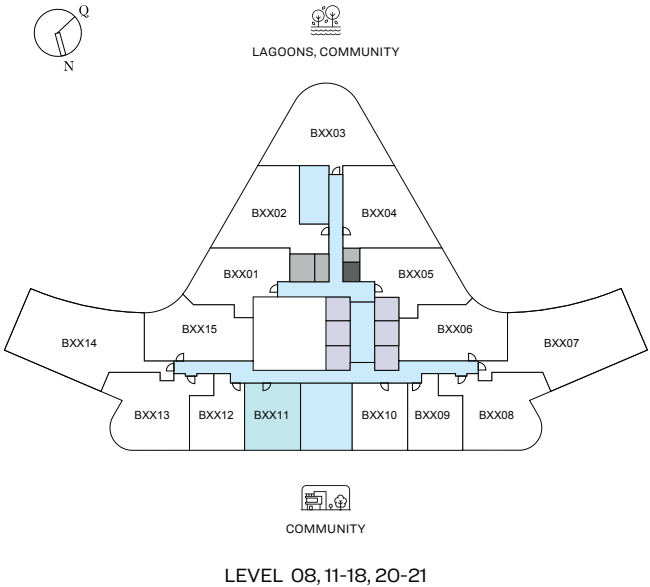 Q
N
LAGOONS, COMMUNITY
BXX03
BXX02
BXX04
BXX01
BXX05
BXX15
BXX06
BXX14
BXX07
BXX13
BXX12
BXX11
BXX10
BXX09
BXX08
COMMUNITY
LEVEL 08, 11-18, 20-21